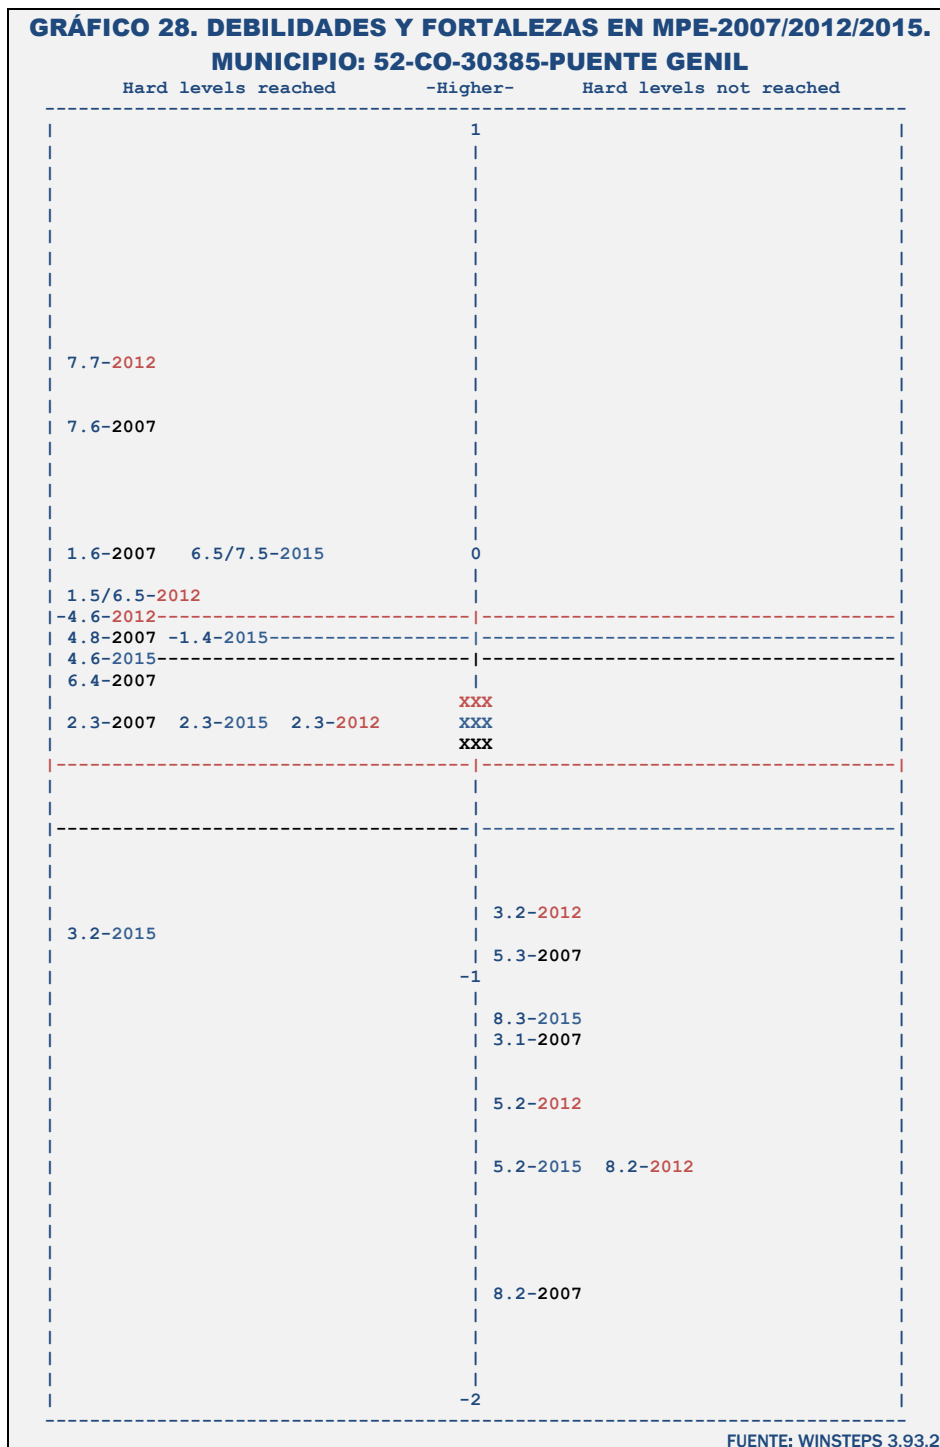 GRÁFICO 28. DEBILIDADES Y FORTALEZAS EN MPE-2007/2012/2015.
MUNICIPIO: 52-CO-30385-PUENTE GENIL
Hard levels reached -Higher- Hard levels not reached
1
7.7-2012
7.6-2007
1.6-2007 6.5/7.5-2015 0
1.5/6.5-2012
-4.6-2012
4.8-2007 -1.4-2015
4.6-2015
6.4-2007
XXX
2.3-2007 2.3-2015 2.3-2012 XXX
XXX
3.2-2012
3.2-2015
5.3-2007
-1
8.3-2015
3.1-2007
5.2-2012
5.2-2015 8.2-2012
8.2-2007
-2
FUENTE: WINSTEPS 3.93.2